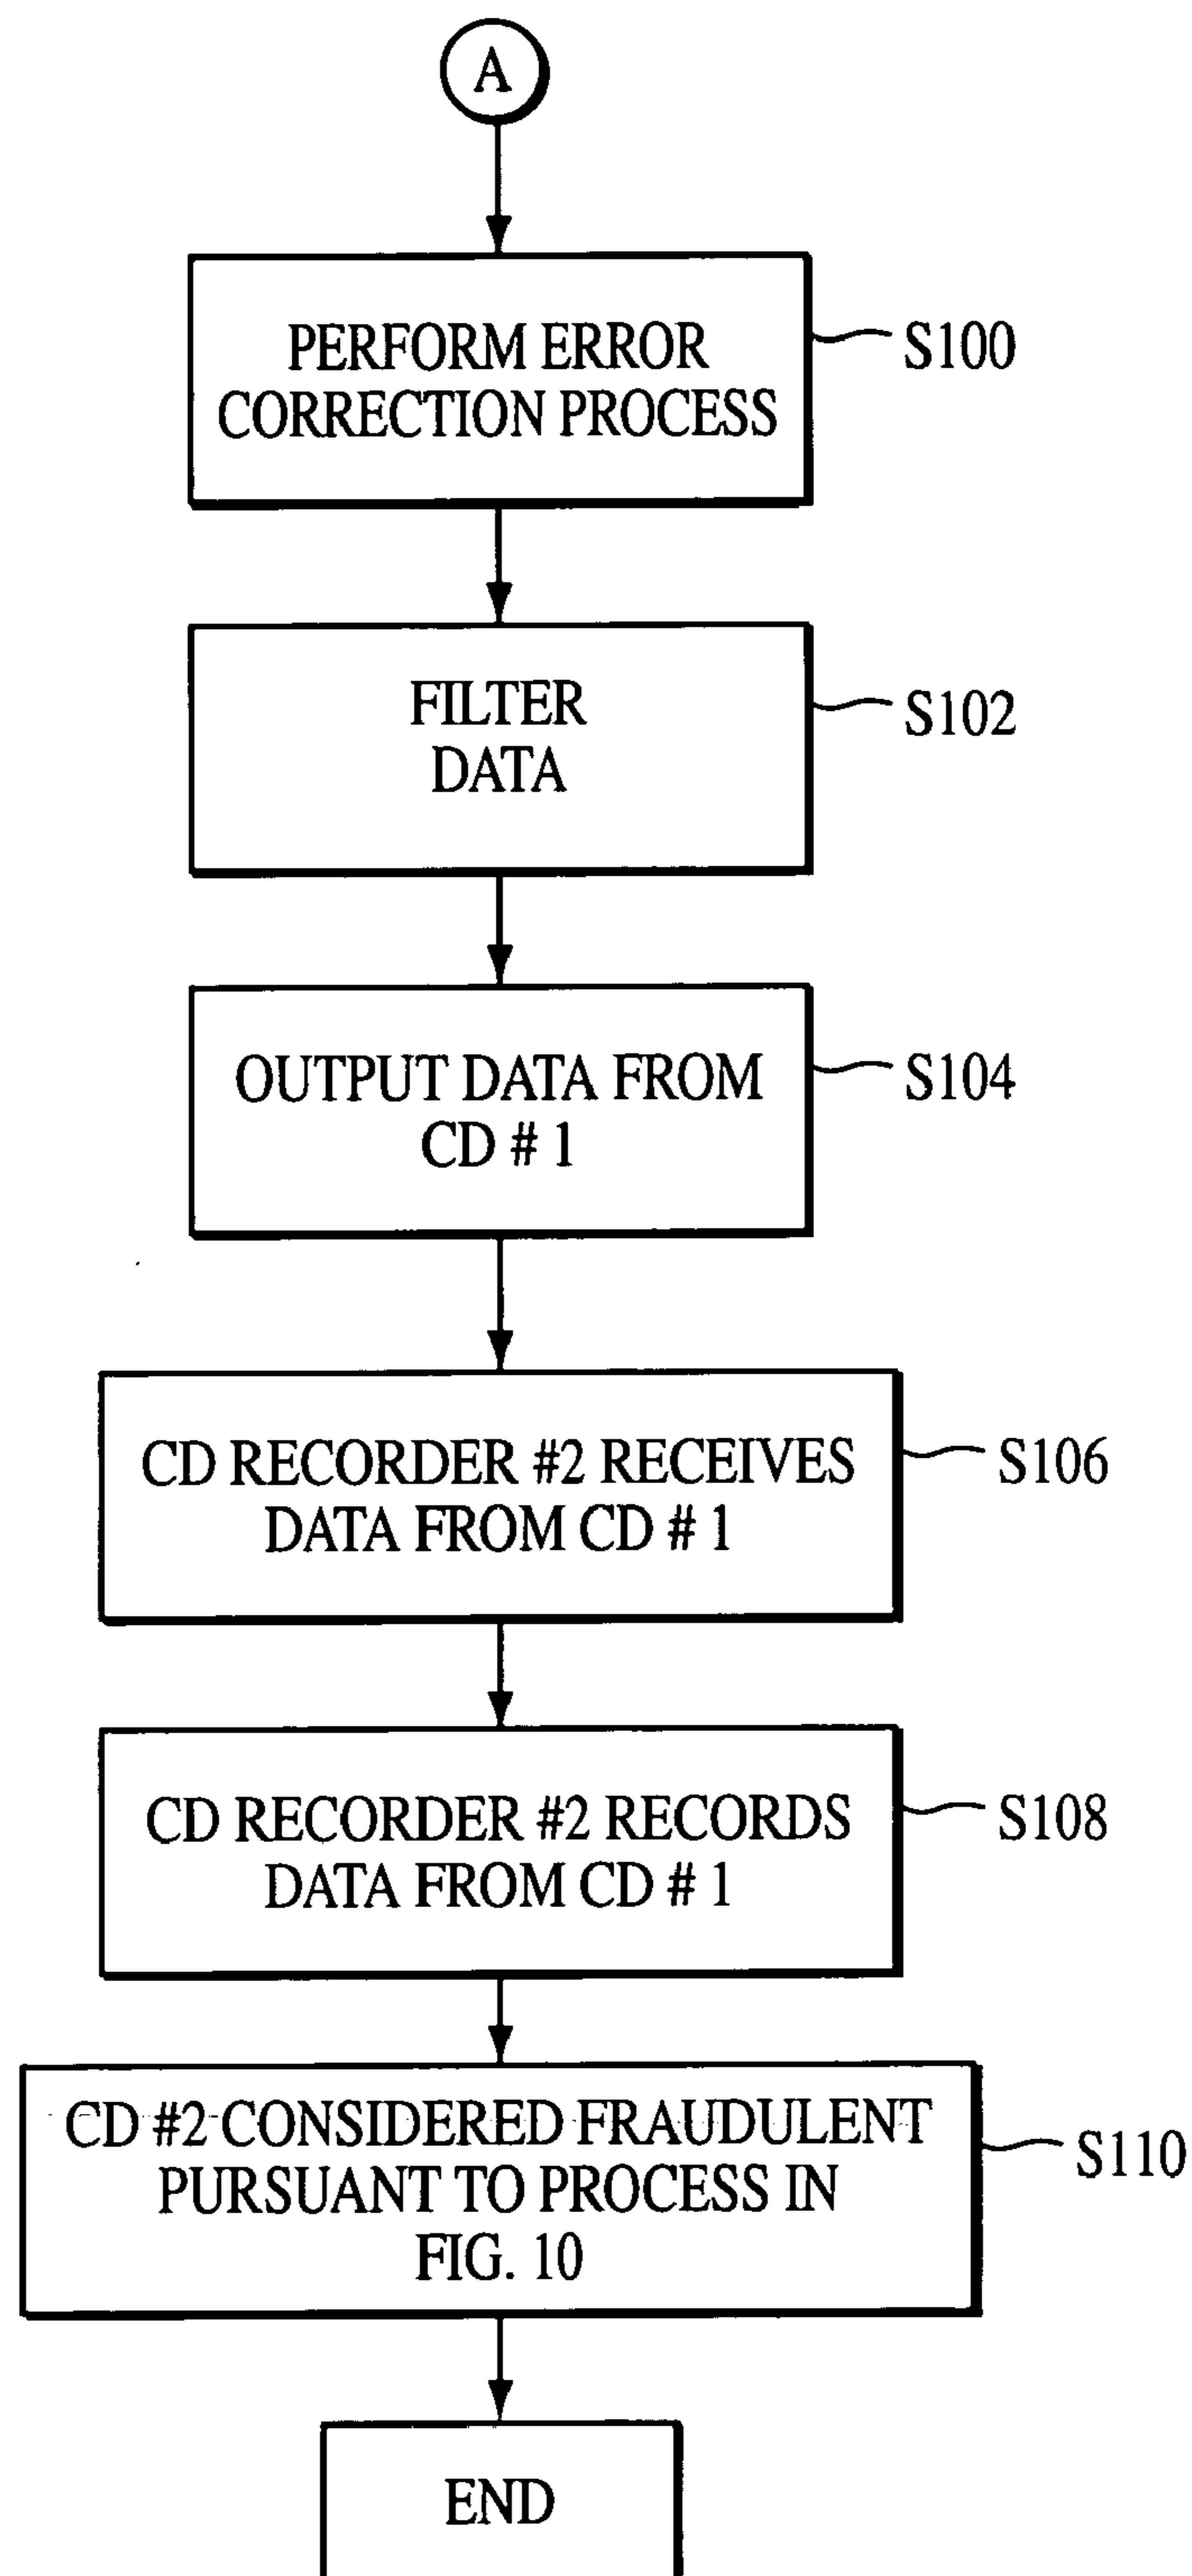 A
PERFORM ERROR
CORRECTION PROCESS
S100
FILTER
DATA
S102
OUTPUT DATA FROM
CD # 1
S104
CD RECORDER #2 RECEIVES
DATA FROM CD # 1
S106
CD RECORDER #2 RECORDS
DATA FROM CD # 1
S108
CD #2 CONSIDERED FRAUDULENT
PURSUANT TO PROCESS IN
FIG. 10
S110
END